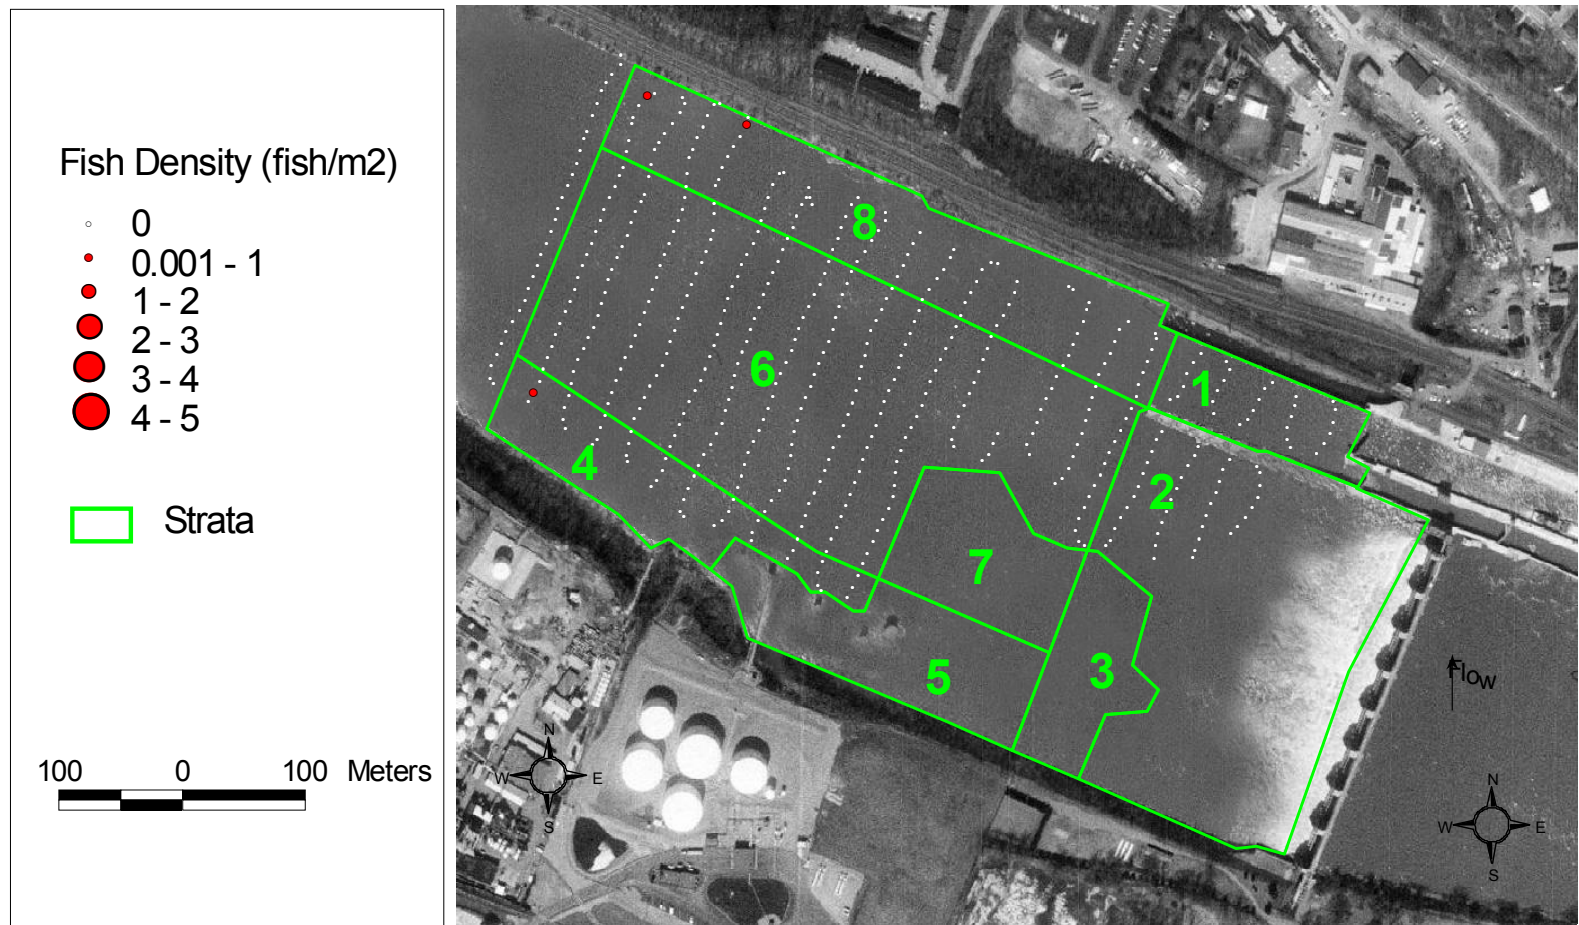 Fish Density (fish/m2)
0
0.001 - 1
1 - 2
2 - 3
3 - 4
4 - 5
Strata
100 0 100 Meters
8
1
6
2
4
7
5
3
Flow
N
W E
S
N
W E
S